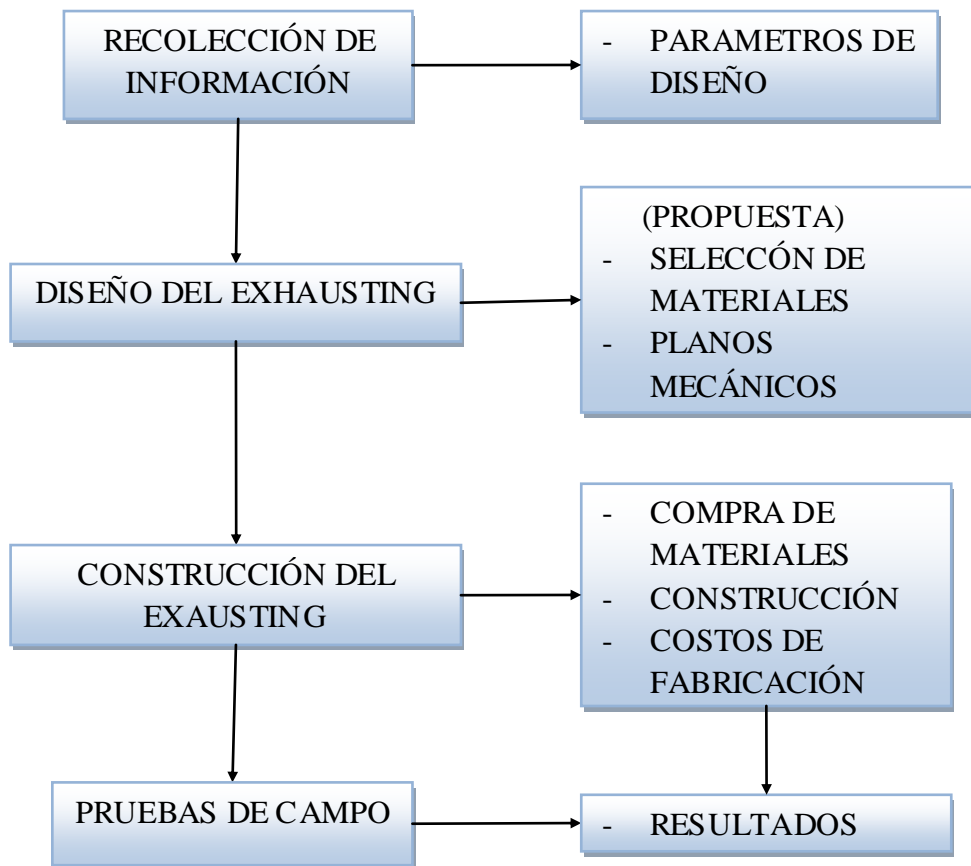 RECOLECCIÓN DE
INFORMACIÓN
- PARAMETROS DE
DISEÑO
DISEÑO DEL EXHAUSTING
(PROPUESTA)
- SELECCÓN DE
MATERIALES
- PLANOS
MECÁNICOS
CONSTRUCCIÓN DEL
EXAUSTING
- COMPRA DE
MATERIALES
- CONSTRUCCIÓN
- COSTOS DE
FABRICACIÓN
PRUEBAS DE CAMPO
- RESULTADOS